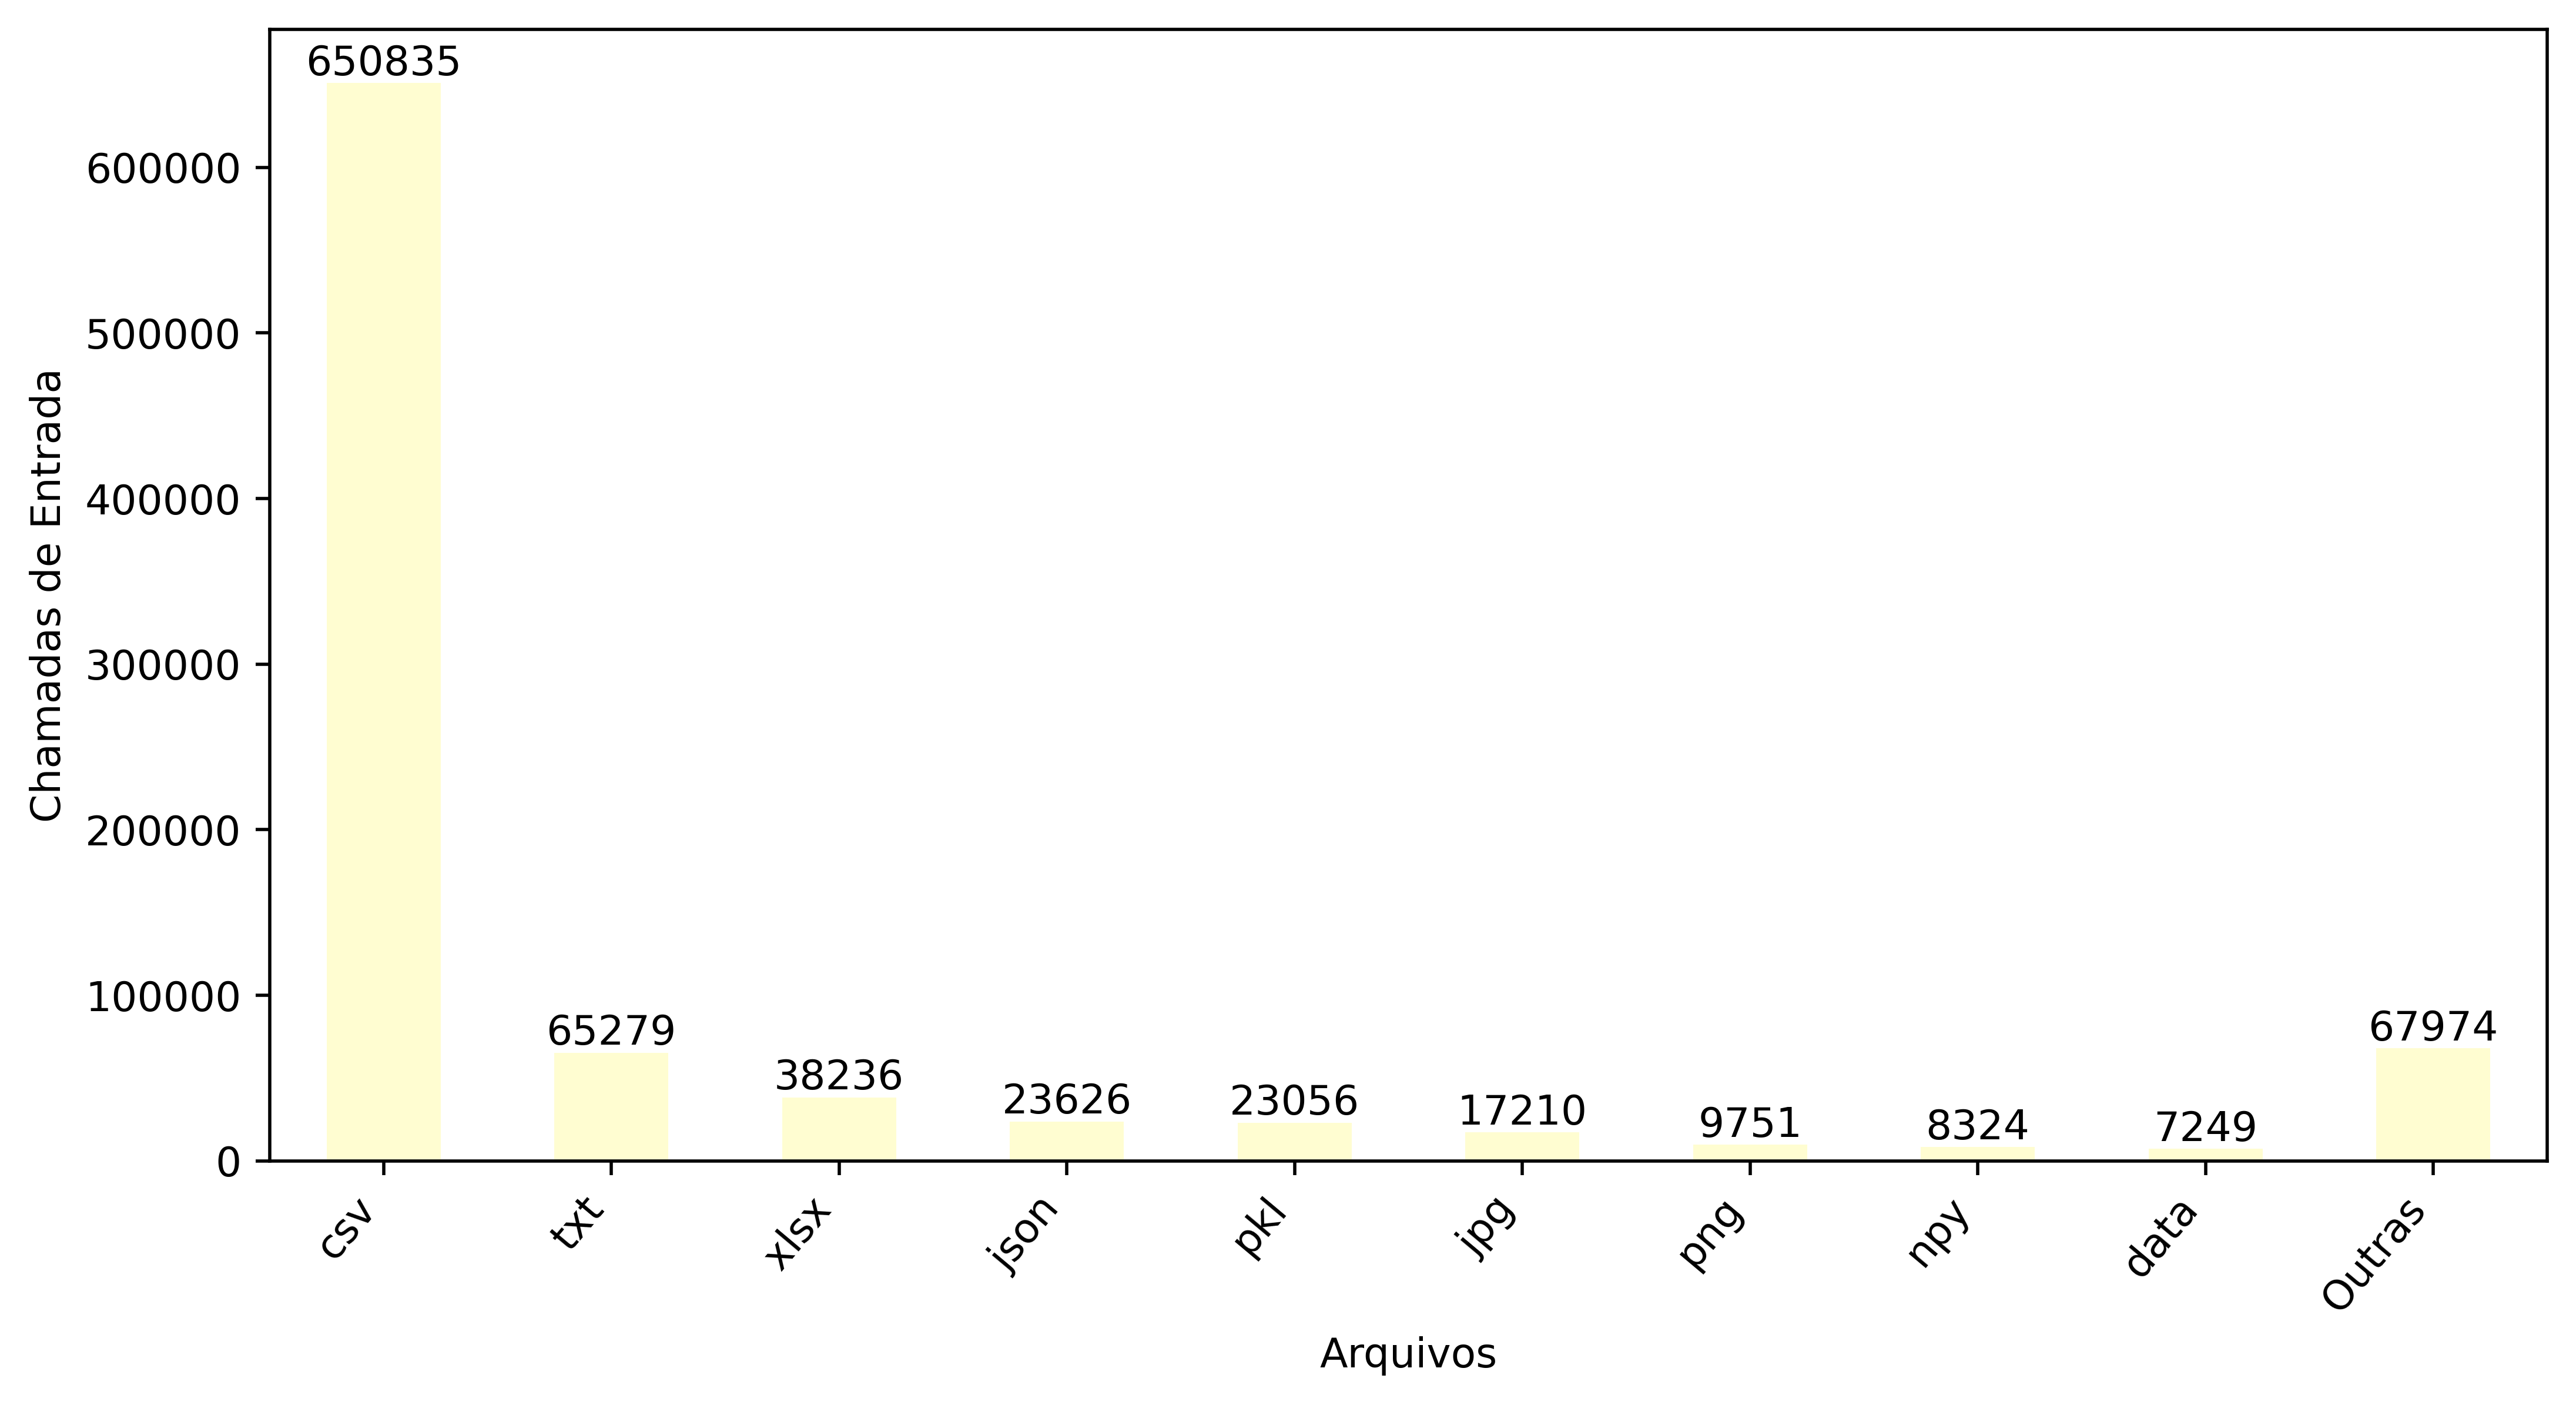 650835
600000
500000
400000
300000
200000
100000
0
Chamadas de Entrada
65279
38236
23626
23056
17210
9751
8324
7249
67974
csv
txt
xlsx
json
pkl
jpg
png
npy
data
Outras
Arquivos